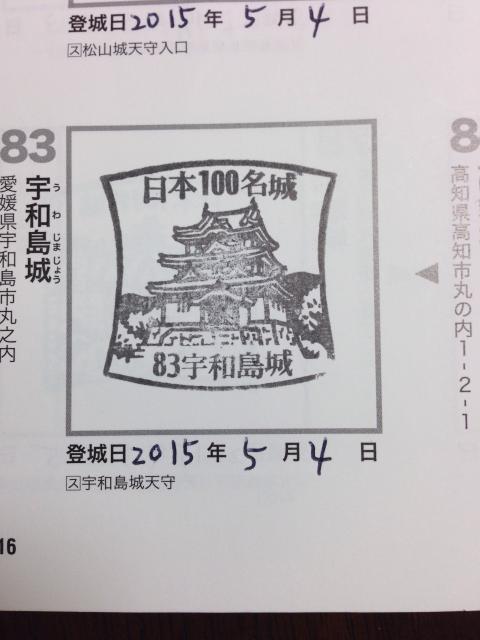 登城日2015年5月4日
ス松山城天守入口
83
宇和島城
うわじまじょう
愛媛県宇和島市丸之内
日本100名城
83宇和島城
登城日2015年5月4日
ス宇和島城天守
16
8
高知県高知市丸の内1-2-1